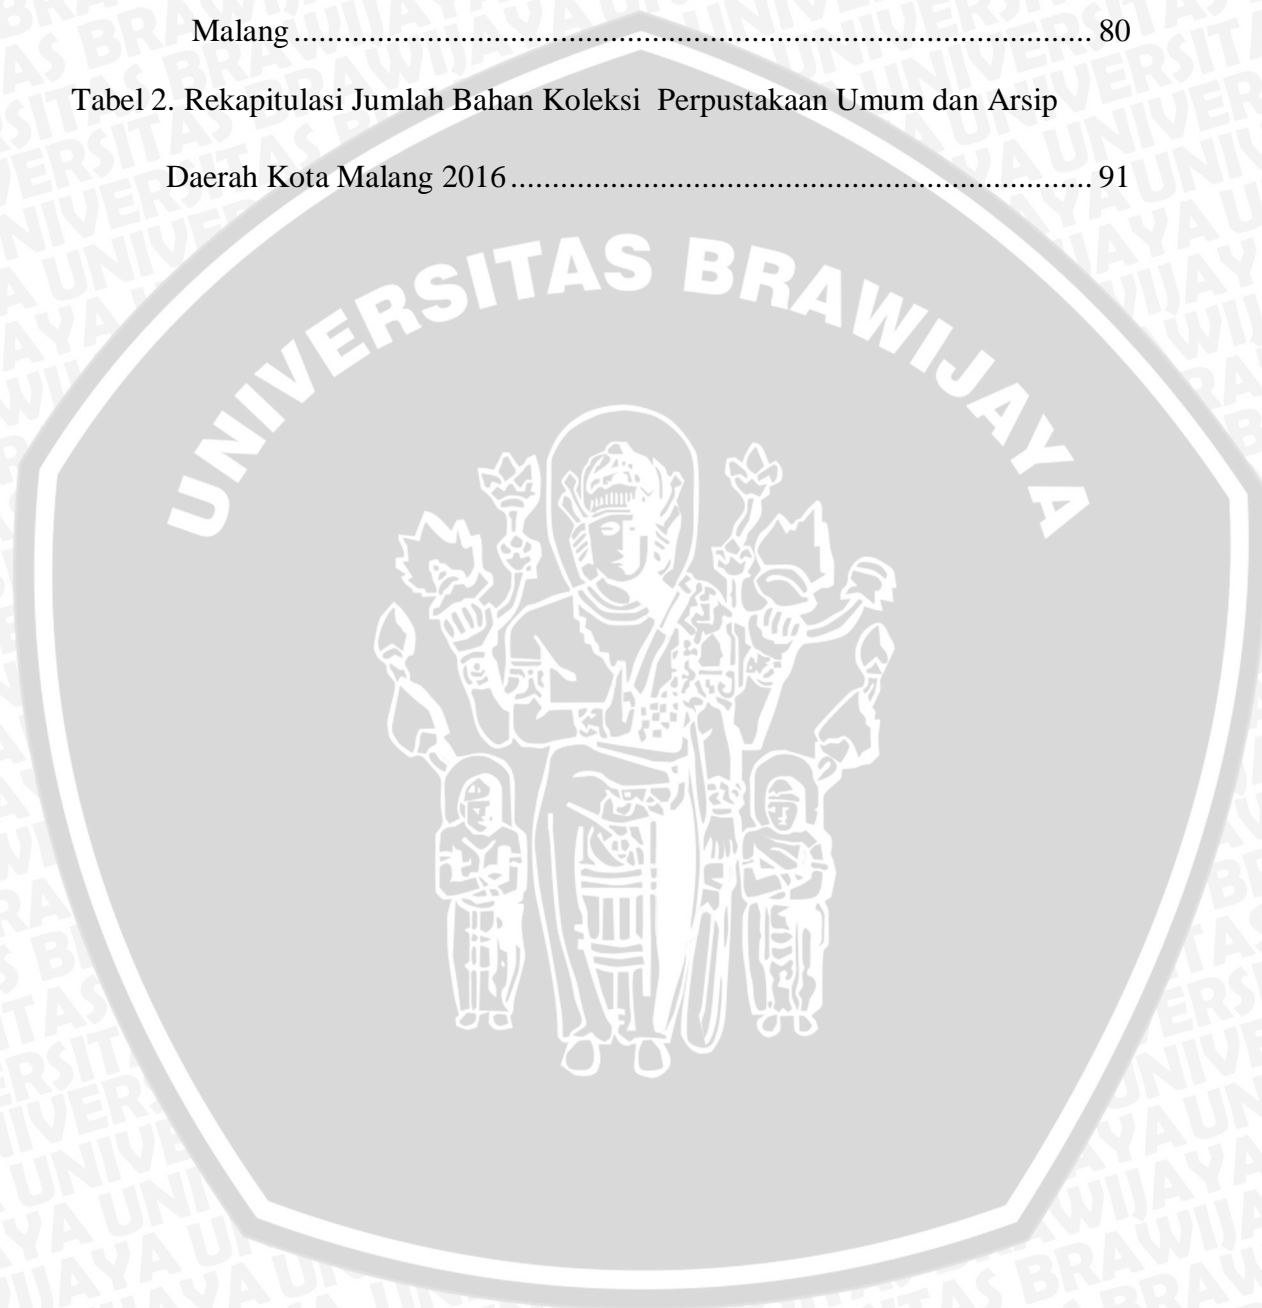 Malang ........................................................................................... 80
Tabel 2. Rekapitulasi Jumlah Bahan Koleksi  Perpustakaan Umum dan Arsip
Daerah Kota Malang 2016 ..................................................................... 91
UNIVERSITAS BRAWIJAYA